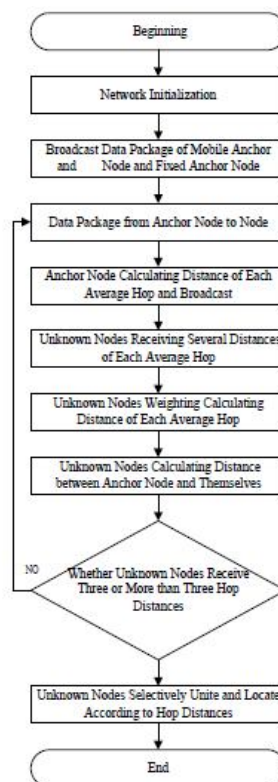 Beginning
Network Initialization
Broadcast Data Package of Mobile Anchor
and Node and Fixed Anchor Node
Data Package from Anchor Node to Node
Anchor Node Calculating Distance of Each
Average Hop and Broadcast
Unknown Nodes Receiving Several Distances
of Each Average Hop
Unknown Nodes Weighting Calculating
Distance of Each Average Hop
Unknown Nodes Calculating Distance
between Anchor Node and Themselves
NO
Whether Unknown Nodes Receive
Three or More than Three Hop
Distances
Unknown Nodes Selectively Unite and Locate
According to Hop Distances
End